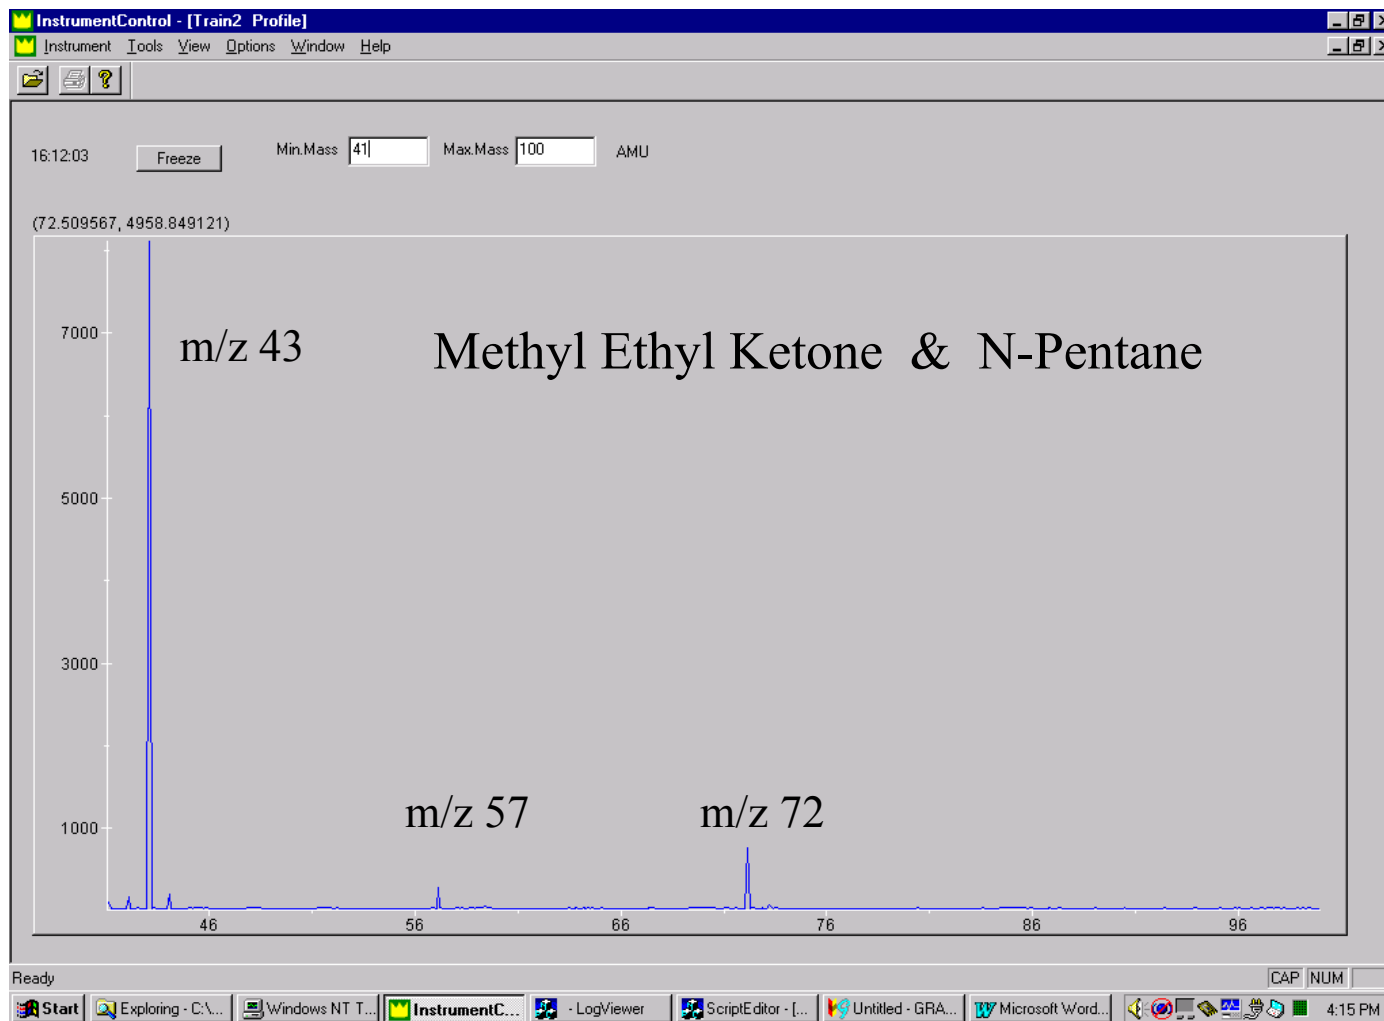 InstrumentControl - [Train2 Profile]
Instrument Tools View Options Window Help
16:12:03 Freeze Min.Mass 41 Max.Mass 100 AMU
(72.509567, 4958.849121)
7000
m/z 43 Methyl Ethyl Ketone & N-Pentane
5000
3000
m/z 57 m/z 72
1000
46 56 66 76 86 96
Ready CAP NUM
Start Exploring - C:\... Windows NT T... InstrumentC... - LogViewer ScriptEditor - [... Untitled - GRA... Microsoft Word... 4:15 PM